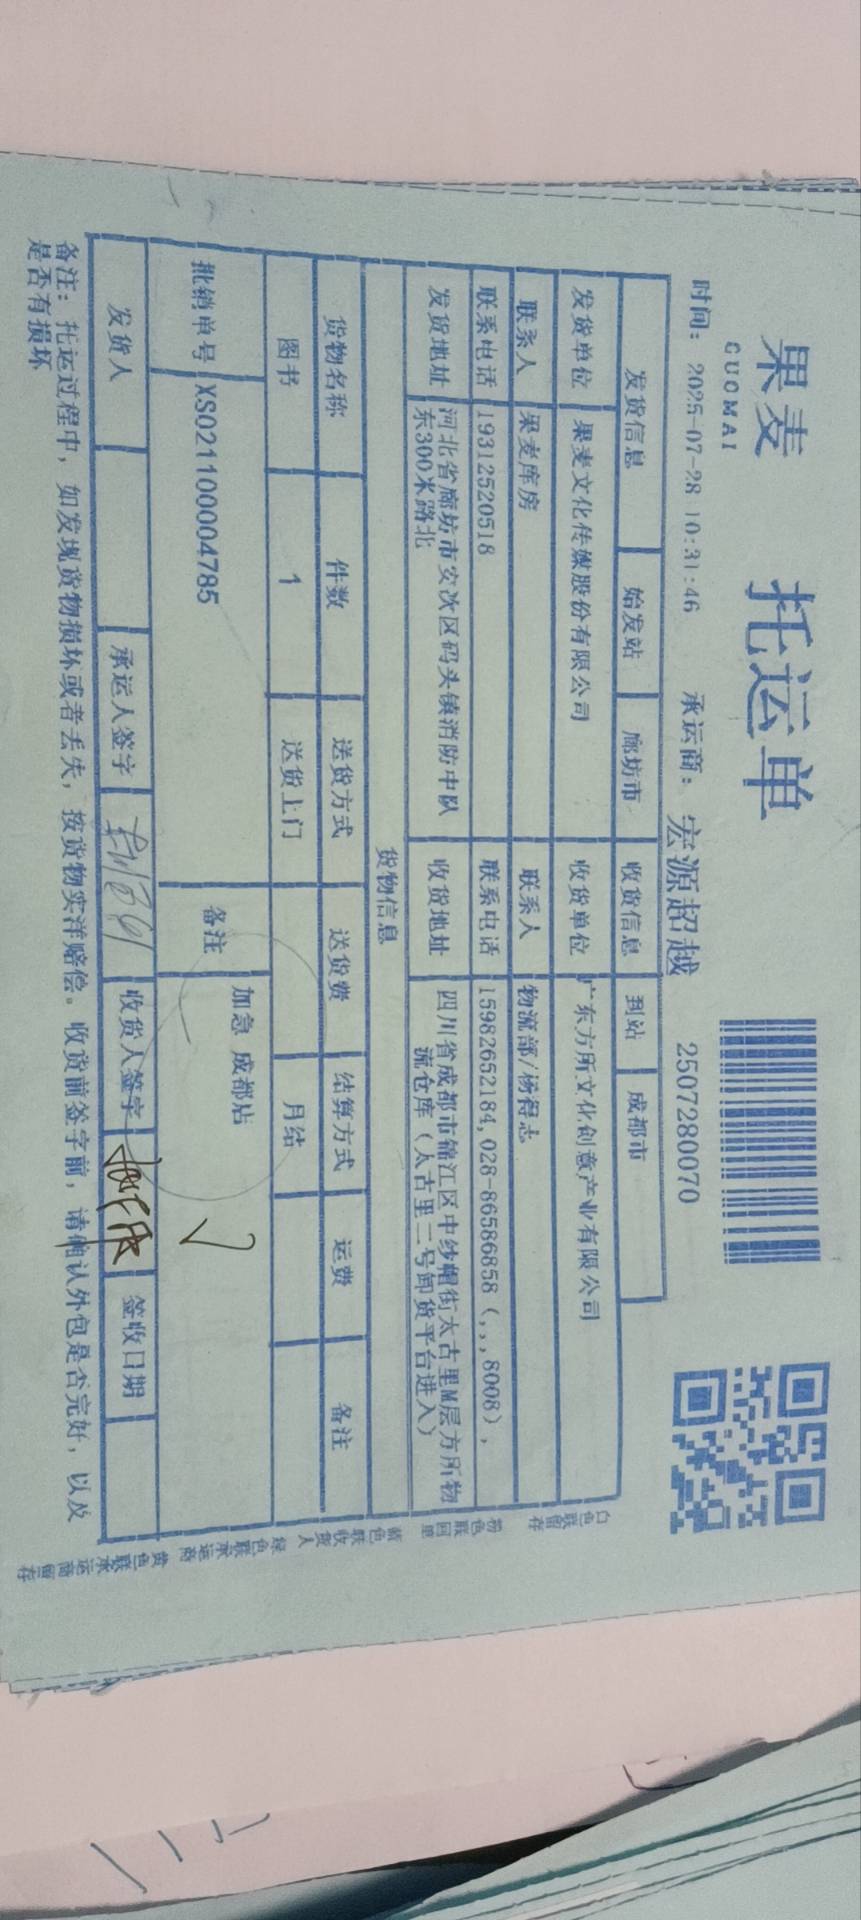 果麦
GUOMAI
托运单
时间： 2025-07-28 10:31:46 承运商： 宏源超越 2507280070
发货信息 始发站 廊坊市 收货信息 到站 成都市
发货单位 果麦文化传媒股份有限公司 收货单位 广东方所文化创意产业有限公司
联系人 果麦库房 联系人 物流部/杨得志
联系电话 19312520518 联系电话 15982652184,028-86586858（,,,8008）,
发货地址 河北省廊坊市安次区码头镇消防中队 收货地址 四川省成都市锦江区中纱帽街太古里M层方所物
东300米路北 流仓库（太古里二号卸货平台进入）
货物信息
货物名称 件数 送货方式 送货费 结算方式 运费 备注
图书 1 送货上门 月结
批销单号 XS021100004785 备注 加急 成都店
发货人 承运人签字 收货人签字 签收日期
备注：托运过程中，如发现货物损坏或者丢失，按货物实洋赔偿。收货前签字前，请确认外包是否完好，以及
是否有损坏
白色联留存
粉色联回单
蓝色联收货人
绿色联承运商
黄色联承运商留存